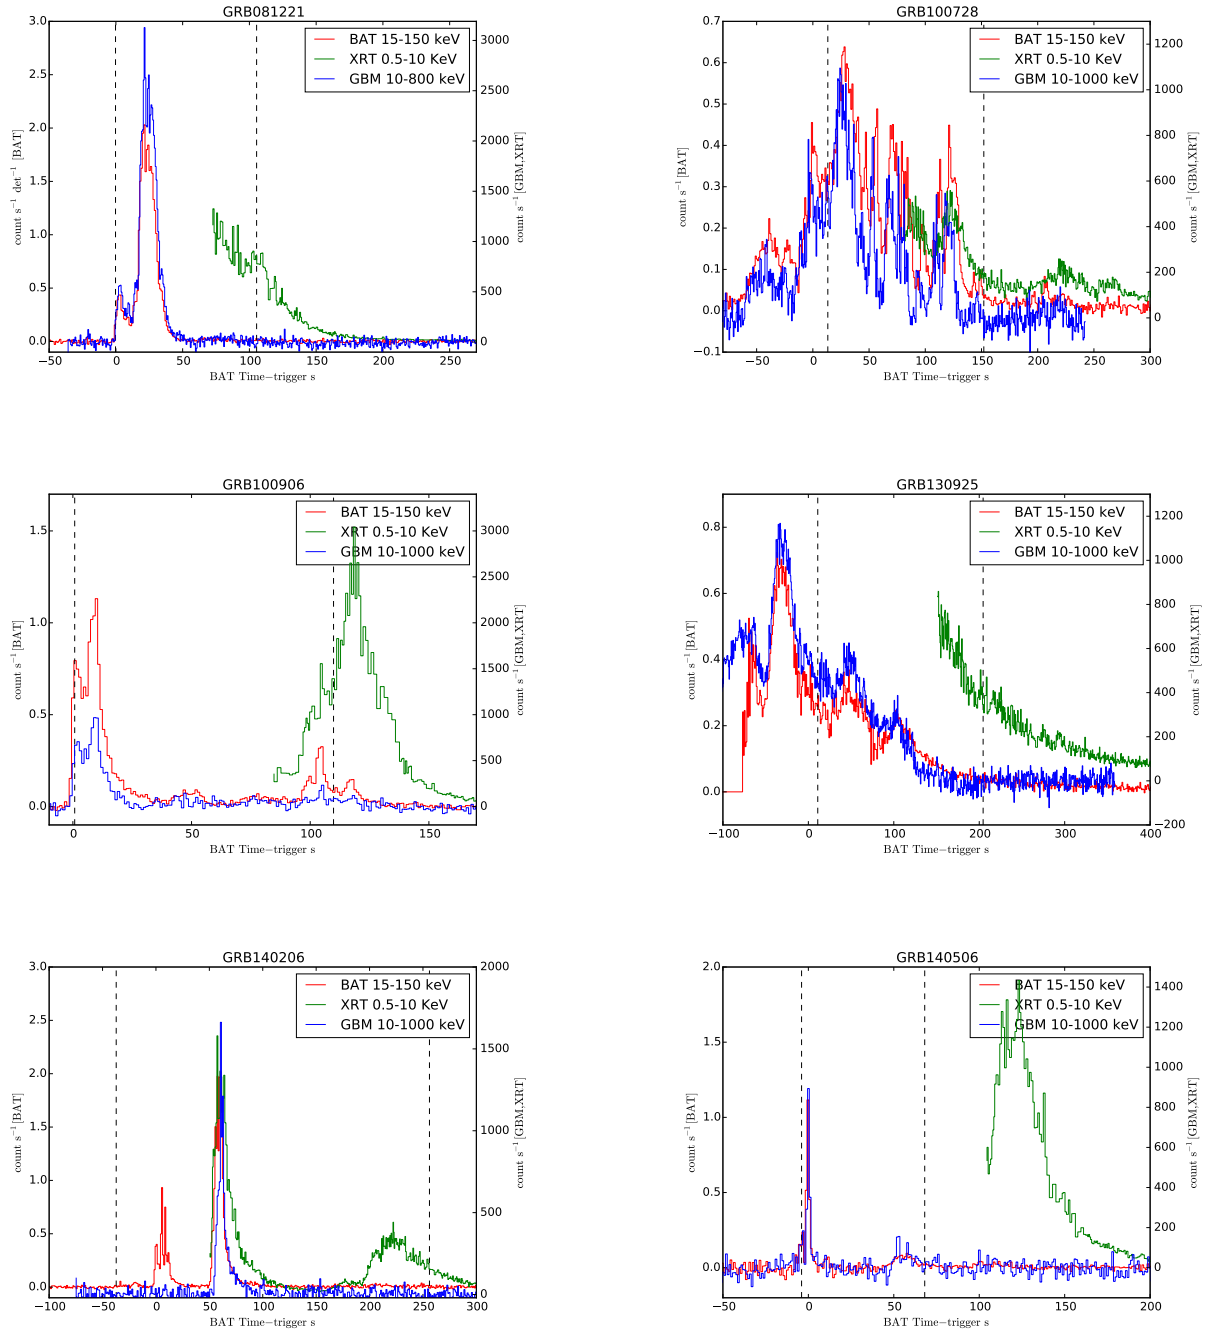 GRB081221
3.0
2.5
2.0
1.5
1.0
0.5
0.0
count s−1 det−1 [BAT]
BAT 15-150 keV
XRT 0.5-10 KeV
GBM 10-800 keV
3000
2500
2000
1500
1000
500
0
count s−1[GBM,XRT]
−50 0 50 100 150 200 250
BAT Time−trigger s
GRB100728
0.7
0.6
0.5
0.4
0.3
0.2
0.1
0.0
−0.1
count s−1[BAT]
BAT 15-150 keV
XRT 0.5-10 KeV
GBM 10-1000 keV
1200
1000
800
600
400
200
0
count s−1[GBM,XRT]
−50 0 50 100 150 200 250 300
BAT Time−trigger s
GRB100906
1.5
1.0
0.5
0.0
count s−1[BAT]
BAT 15-150 keV
XRT 0.5-10 KeV
GBM 10-1000 keV
3000
2500
2000
1500
1000
500
0
count s−1[GBM,XRT]
0 50 100 150
BAT Time−trigger s
GRB130925
0.8
0.6
0.4
0.2
0.0
count s−1[BAT]
BAT 15-150 keV
XRT 0.5-10 KeV
GBM 10-1000 keV
1200
1000
800
600
400
200
0
−200
count s−1[GBM,XRT]
−100 0 100 200 300 400
BAT Time−trigger s
GRB140206
3.0
2.5
2.0
1.5
1.0
0.5
0.0
count s−1[BAT]
BAT 15-150 keV
XRT 0.5-10 KeV
GBM 10-1000 keV
2000
1500
1000
500
0
count s−1[GBM,XRT]
−100 −50 0 50 100 150 200 250 300
BAT Time−trigger s
GRB140506
2.0
1.5
1.0
0.5
0.0
count s−1[BAT]
BAT 15-150 keV
XRT 0.5-10 KeV
GBM 10-1000 keV
1400
1200
1000
800
600
400
200
0
count s−1[GBM,XRT]
−50 0 50 100 150 200
BAT Time−trigger s